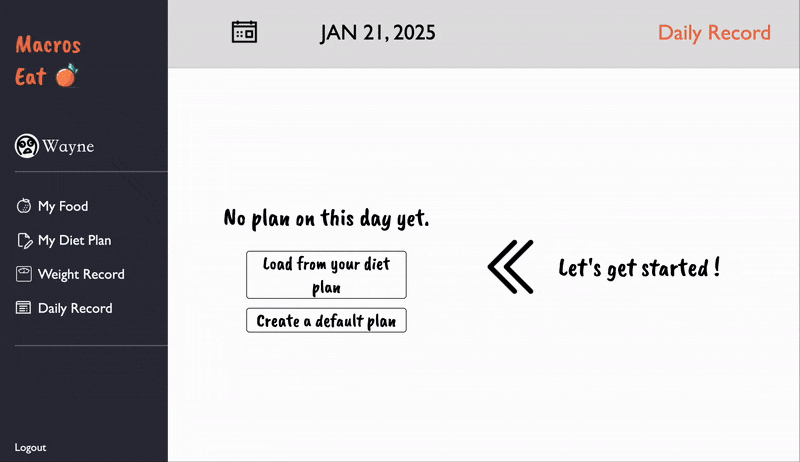 Macros
Eat
Wayne
My Food
My Diet Plan
Weight Record
Daily Record
Logout
JAN 21, 2025
Daily Record
No plan on this day yet.
Load from your diet
plan
Create a default plan
Let's get started !